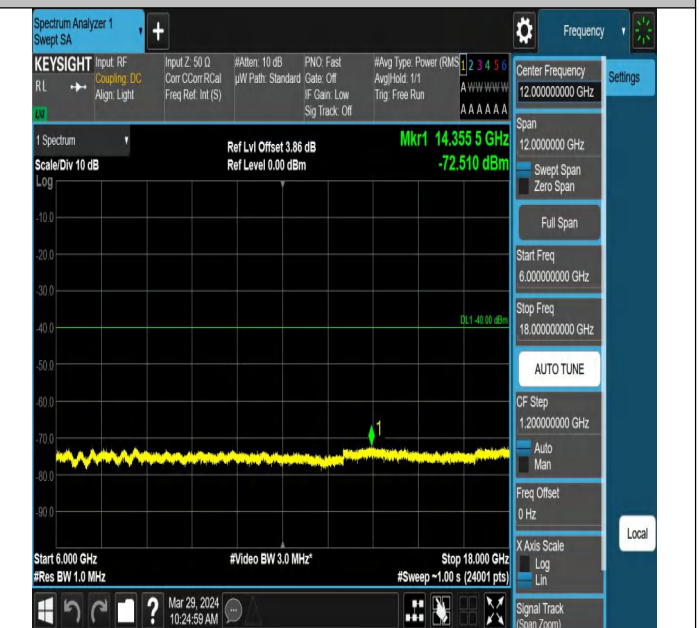 Spectrum Analyzer 1
Swept SA
+
Frequency
KEYSIGHT
RL
LXI
Input: RF
Coupling: DC
Align: Light
Input Z: 50 Ω
Corr CCorr RCal
Freq Ref: Int (S)
#Atten: 10 dB
µW Path: Standard
PNO: Fast
Gate: Off
IF Gain: Low
Sig Track: Off
#Avg Type: Power (RMS
Avg|Hold: 1/1
Trig: Free Run
1 2 3 4 5 6
A W W W W W
A A A A A A
1 Spectrum
Scale/Div 10 dB
Log
Ref Lvl Offset 3.86 dB
Ref Level 0.00 dBm
Mkr1 14.355 5 GHz
-72.510 dBm
-10.0
-20.0
-30.0
-40.0
DL1 -40.00 dBm
-50.0
-60.0
-70.0
1
-80.0
-90.0
Start 6.000 GHz
#Res BW 1.0 MHz
#Video BW 3.0 MHz*
Stop 18.000 GHz
#Sweep ~1.00 s (24001 pts)
?
Mar 29, 2024
10:24:59 AM
Center Frequency
12.000000000 GHz
Settings
Span
12.0000000 GHz
Swept Span
Zero Span
Full Span
Start Freq
6.000000000 GHz
Stop Freq
18.000000000 GHz
AUTO TUNE
CF Step
1.200000000 GHz
Auto
Man
Freq Offset
0 Hz
X Axis Scale
Log
Lin
Local
Signal Track
(Span Zoom)